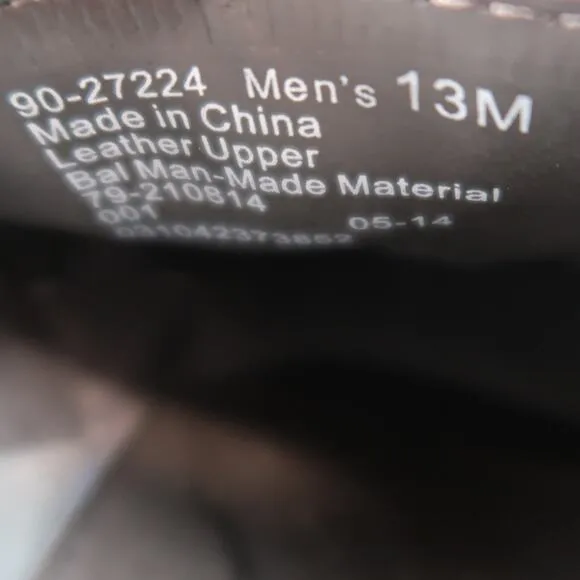 90-27224 Men's 13M
Made in China
Leather Upper
Bal Man-Made Material
79-210814
001 05-14